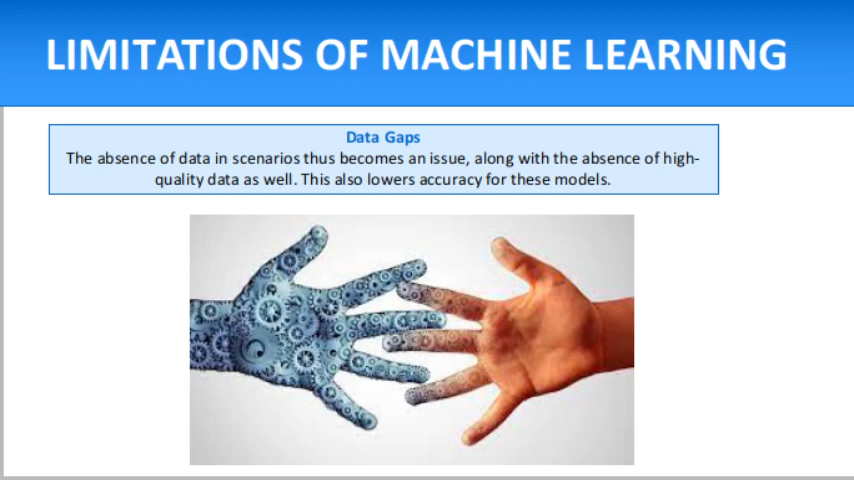 LIMITATIONS OF MACHINE LEARNING
Data Gaps
The absence of data in scenarios thus becomes an issue, along with the absence of high-
quality data as well. This also lowers accuracy for these models.